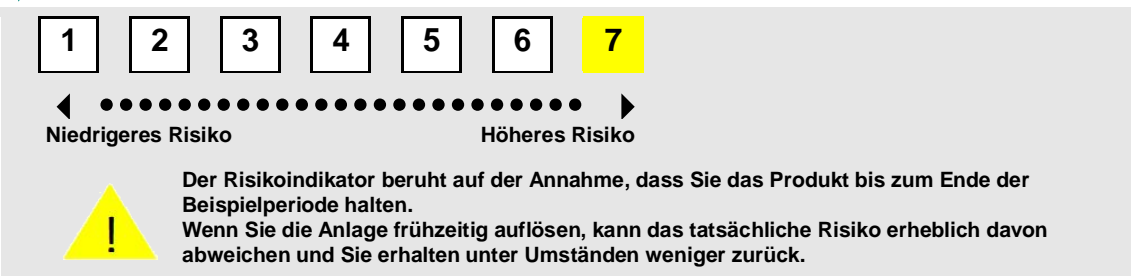 1 2 3 4 5 6 7
Niedrigeres Risiko Höheres Risiko
Der Risikoindikator beruht auf der Annahme, dass Sie das Produkt bis zum Ende der
Beispielperiode halten.
! Wenn Sie die Anlage frühzeitig auflösen, kann das tatsächliche Risiko erheblich davon
abweichen und Sie erhalten unter Umständen weniger zurück.